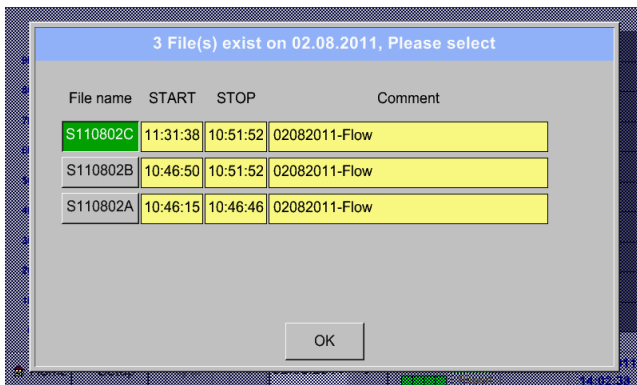 3 File(s) exist on 02.08.2011, Please select
File name START STOP Comment
S110802C 11:31:38 10:51:52 02082011-Flow
S110802B 10:46:50 10:51:52 02082011-Flow
S110802A 10:46:15 10:46:46 02082011-Flow
OK